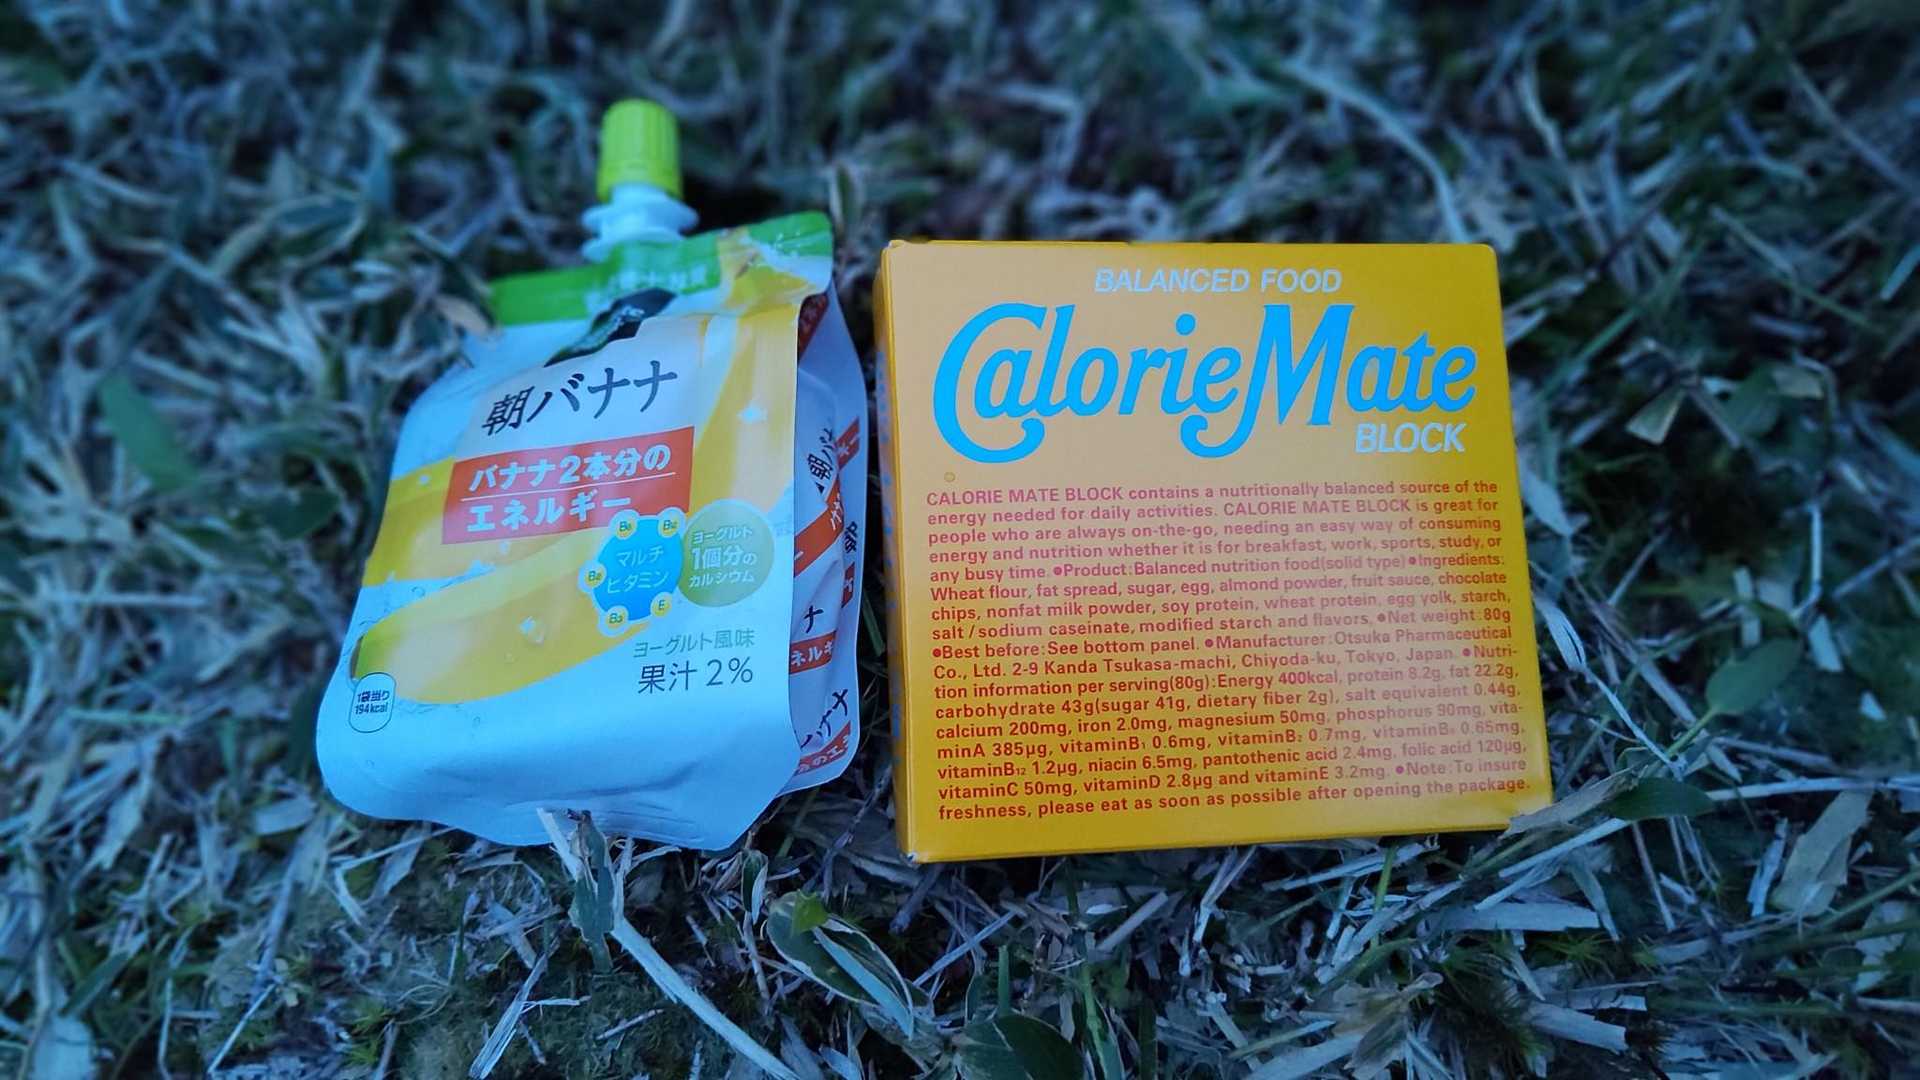 朝バナナ
バナナ2本分の
エネルギー
B6
B12
マルチ
ビタミン
B2
E
ヨーグルト
1個分の
カルシウム
ヨーグルト風味
果汁2%
1袋当り
194kcal
BALANCED FOOD
CalorieMate
BLOCK
CALORIE MATE BLOCK contains a nutritionally balanced source of the
energy needed for daily activities. CALORIE MATE BLOCK is great for
people who are always on-the-go, needing an easy way of consuming
energy and nutrition whether it is for breakfast, work, sports, study, or
any busy time. ●Product:Balanced nutrition food(solid type) ●Ingredients:
Wheat flour, fat spread, sugar, egg, almond powder, fruit sauce, chocolate
chips, nonfat milk powder, soy protein, wheat protein, egg yolk, starch,
salt/sodium caseinate, modified starch and flavors, ●Net weight:80g
●Best before:See bottom panel. ●Manufacturer:Otsuka Pharmaceutical
Co., Ltd. 2-9 Kanda Tsukasa-machi, Chiyoda-ku, Tokyo, Japan. ●Nutri-
tion information per serving(80g):Energy 400kcal, protein 8.2g, fat 22.2g,
carbohydrate 43g(sugar 41g, dietary fiber 2g), salt equivalent 0.44g,
calcium 200mg, iron 2.0mg, magnesium 50mg, phosphorus 90mg, vita-
minA 385μg, vitaminB1 0.6mg, vitaminB2 0.7mg, vitaminB6 0.65mg,
vitaminB12 1.2μg, niacin 6.5mg, pantothenic acid 2.4mg, folic acid 120μg,
vitaminC 50mg, vitaminD 2.8μg and vitaminE 3.2mg. ●Note:To insure
freshness, please eat as soon as possible after opening the package.